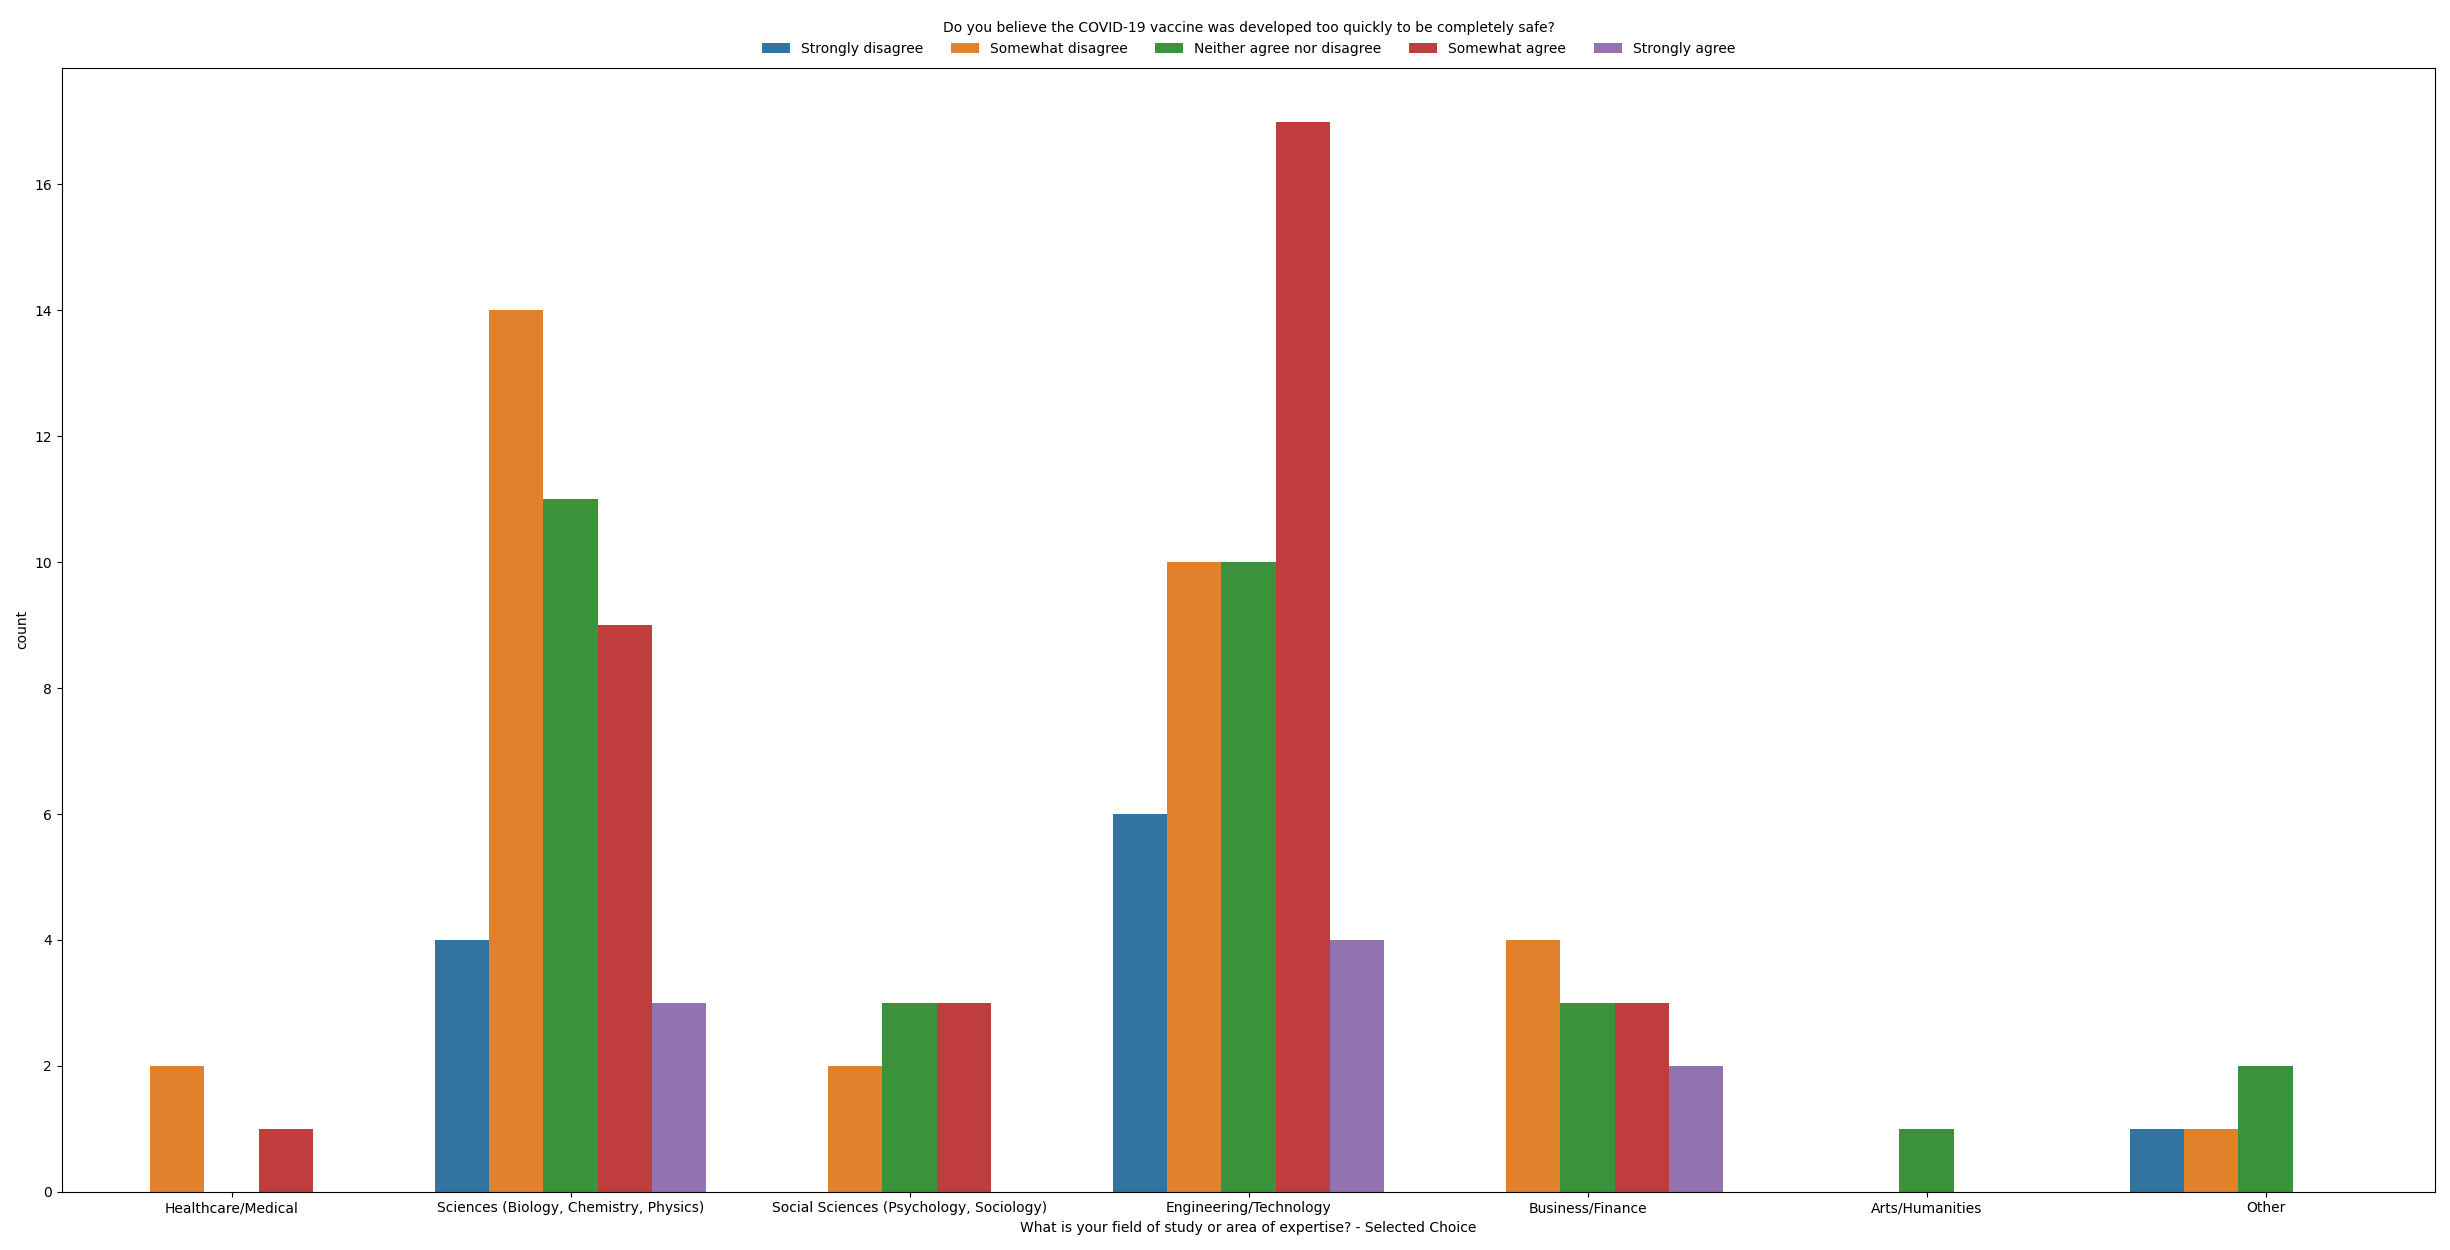 Do you believe the COVID-19 vaccine was developed too quickly to be completely safe?
Strongly disagree Somewhat disagree Neither agree nor disagree Somewhat agree Strongly agree
16
14
12
10
8
6
4
2
0
count
Healthcare/Medical Sciences (Biology, Chemistry, Physics) Social Sciences (Psychology, Sociology) Engineering/Technology Business/Finance Arts/Humanities Other
What is your field of study or area of expertise? - Selected Choice